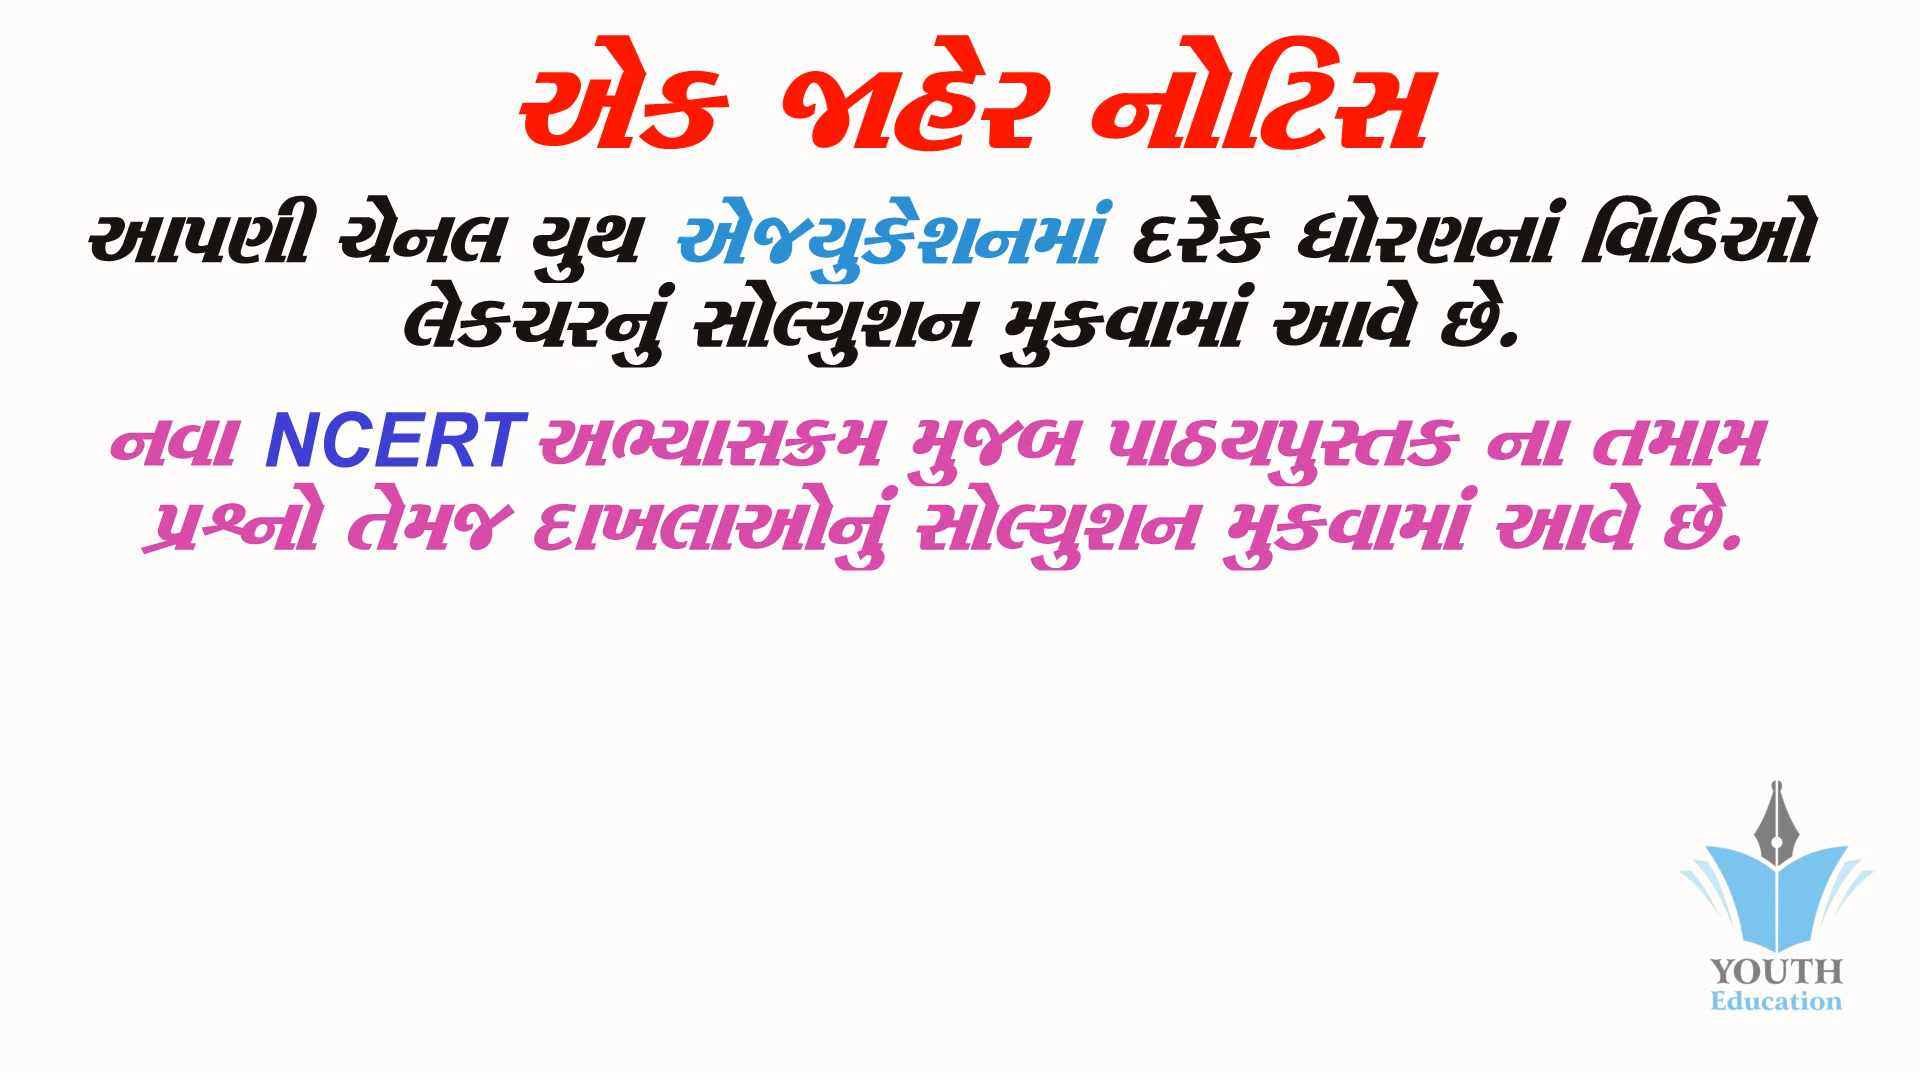 એક જાહેર નોટિસ
આપણી ચેનલ યુથ એજયુકેશનમાં દરેક ધોરણનાં વિડિઓ
લેકચરનું સોલ્યુશન મુકવામાં આવે છે.
નવા NCERT અભ્યાસક્રમ મુજબ પાઠયપુસ્તક ના તમામ
પ્રશ્નો તેમજ દાખલાઓનું સોલ્યુશન મુકવામાં આવે છે.
YOUTH
Education